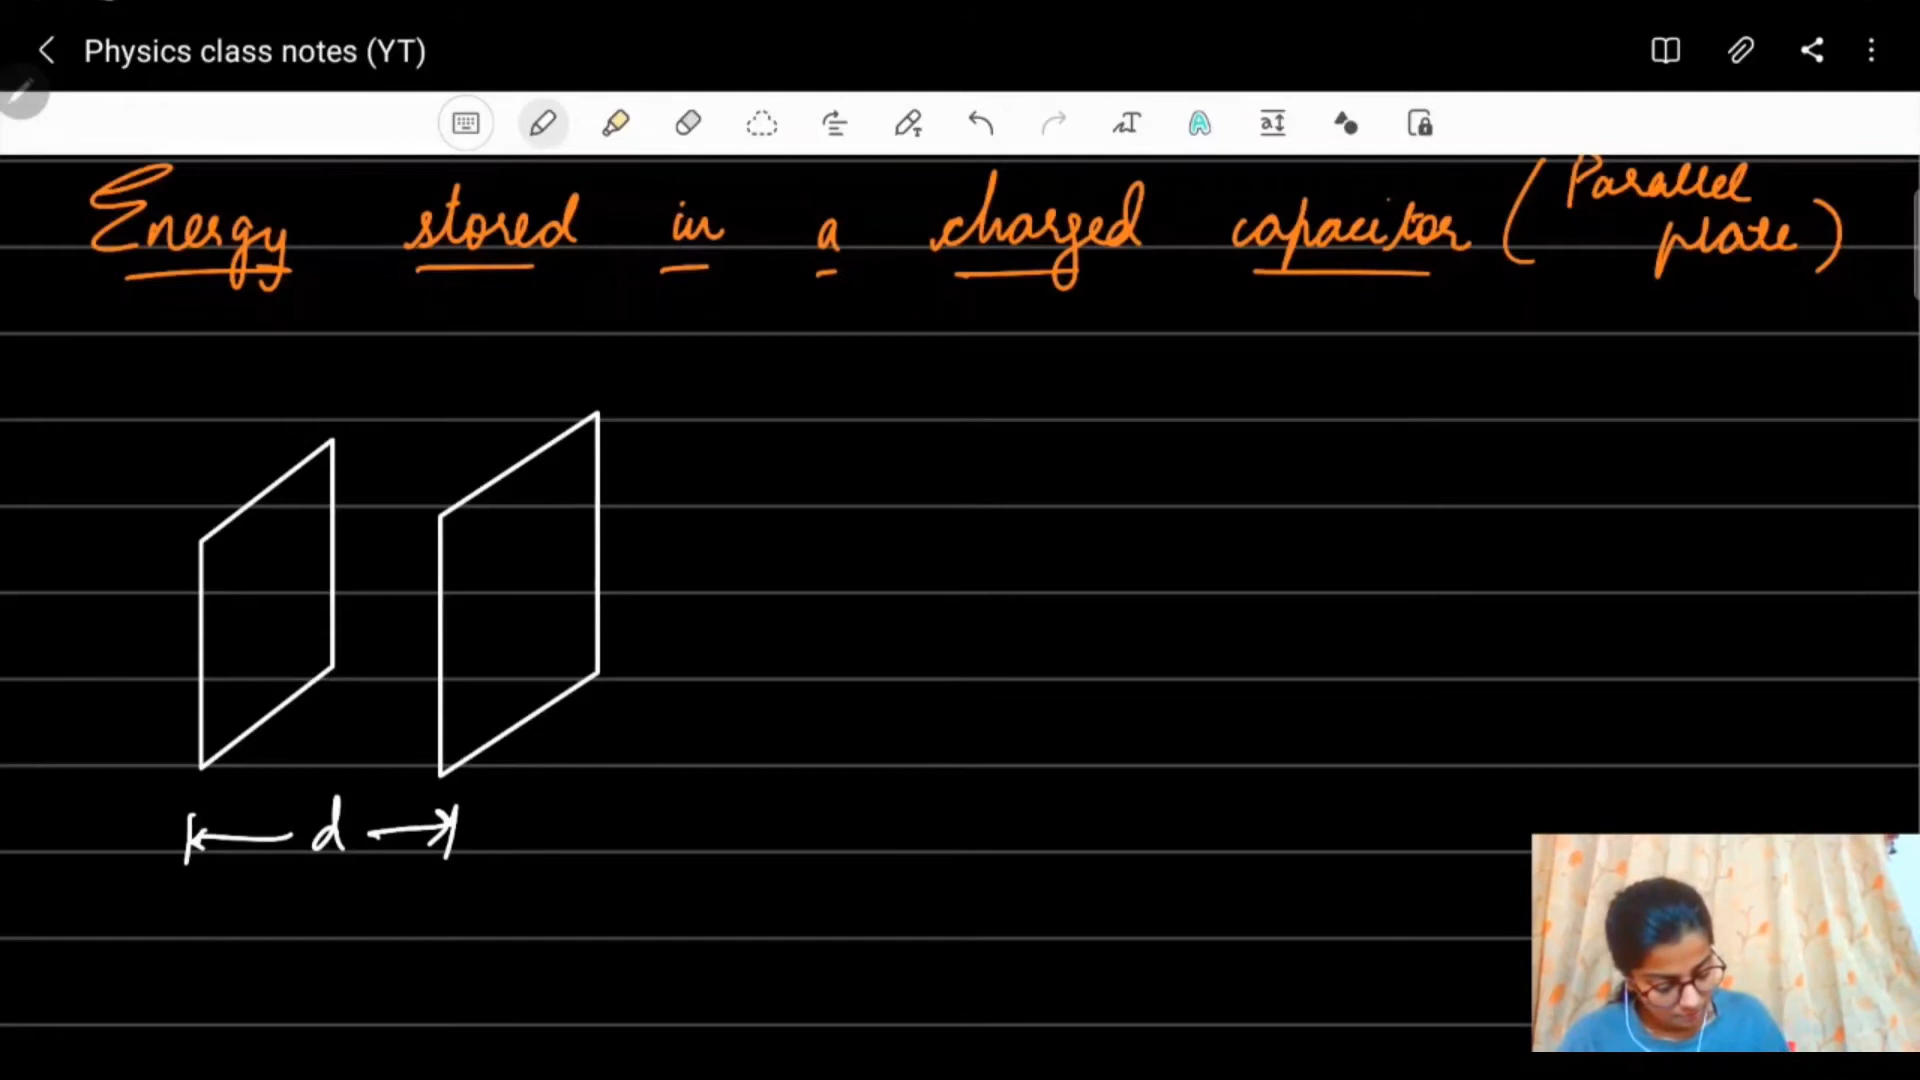 Physics class notes (YT)
Energy stored in a charged capacitor (Parallel
plate)
d